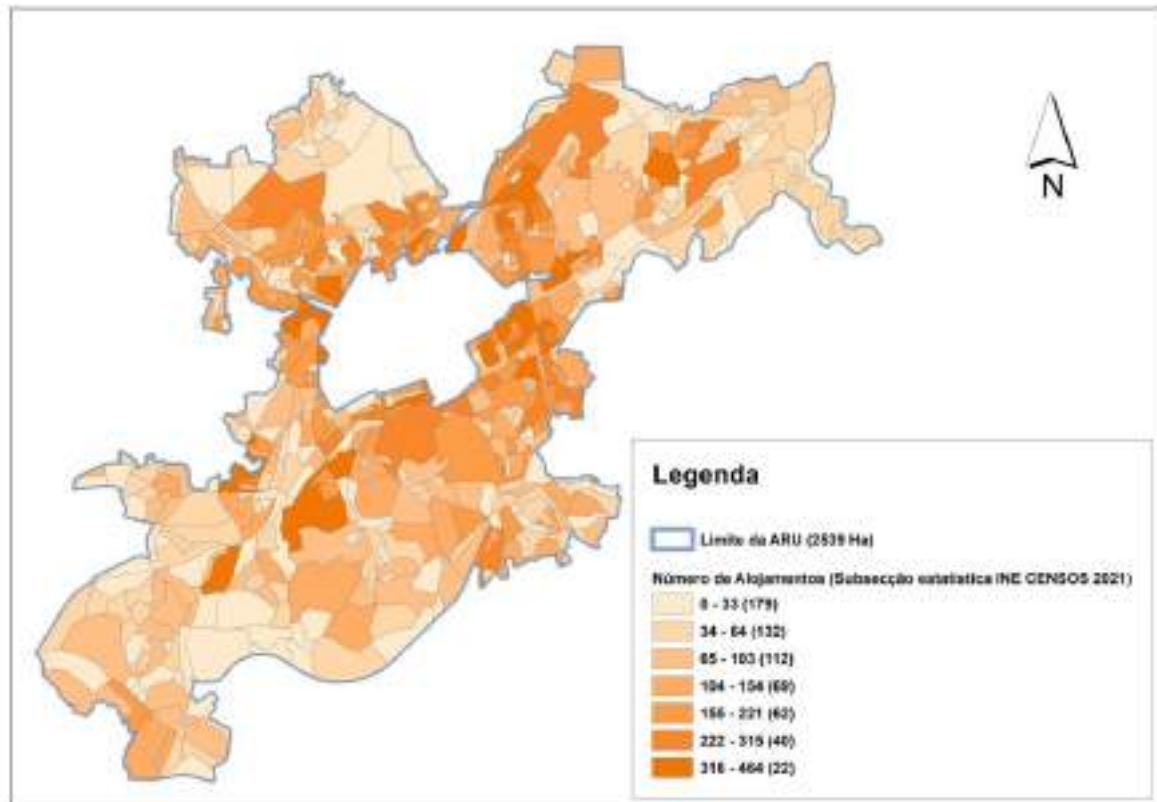 N
Legenda
Limite da ARU (2539 Ha)
Número de Alojamentos (Subsecção estatística INE CENSOS 2021)
0 - 33 (179)
34 - 64 (132)
65 - 103 (112)
104 - 154 (69)
155 - 221 (62)
222 - 315 (40)
316 - 464 (22)